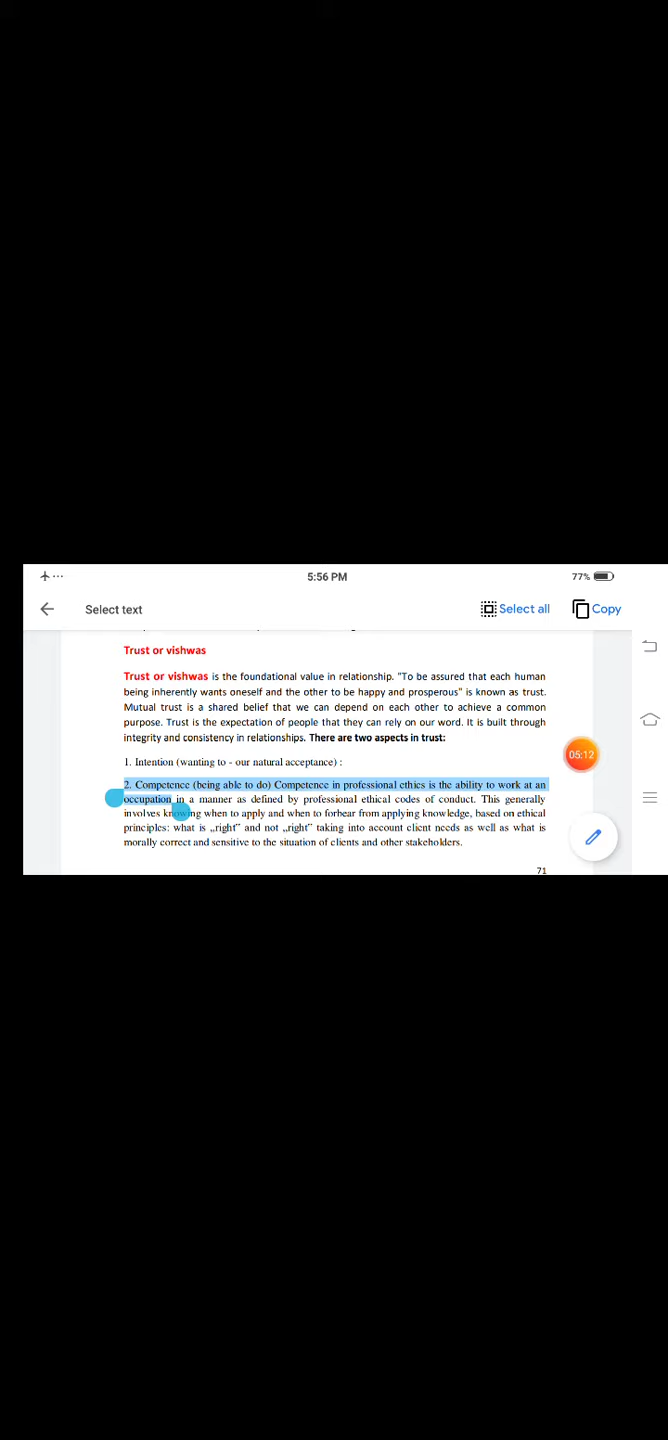 5:56 PM
77%
Select text
Select all
Copy
Trust or vishwas
Trust or vishwas is the foundational value in relationship. "To be assured that each human
being inherently wants oneself and the other to be happy and prosperous" is known as trust.
Mutual trust is a shared belief that we can depend on each other to achieve a common
purpose. Trust is the expectation of people that they can rely on our word. It is built through
integrity and consistency in relationships. There are two aspects in trust:
05:12
1. Intention (wanting to - our natural acceptance) :
2. Competence (being able to do) Competence in professional ethics is the ability to work at an
occupation in a manner as defined by professional ethical codes of conduct. This generally
involves knowing when to apply and when to forbear from applying knowledge, based on ethical
principles: what is „right‟ and not „right‟ taking into account client needs as well as what is
morally correct and sensitive to the situation of clients and other stakeholders.
71